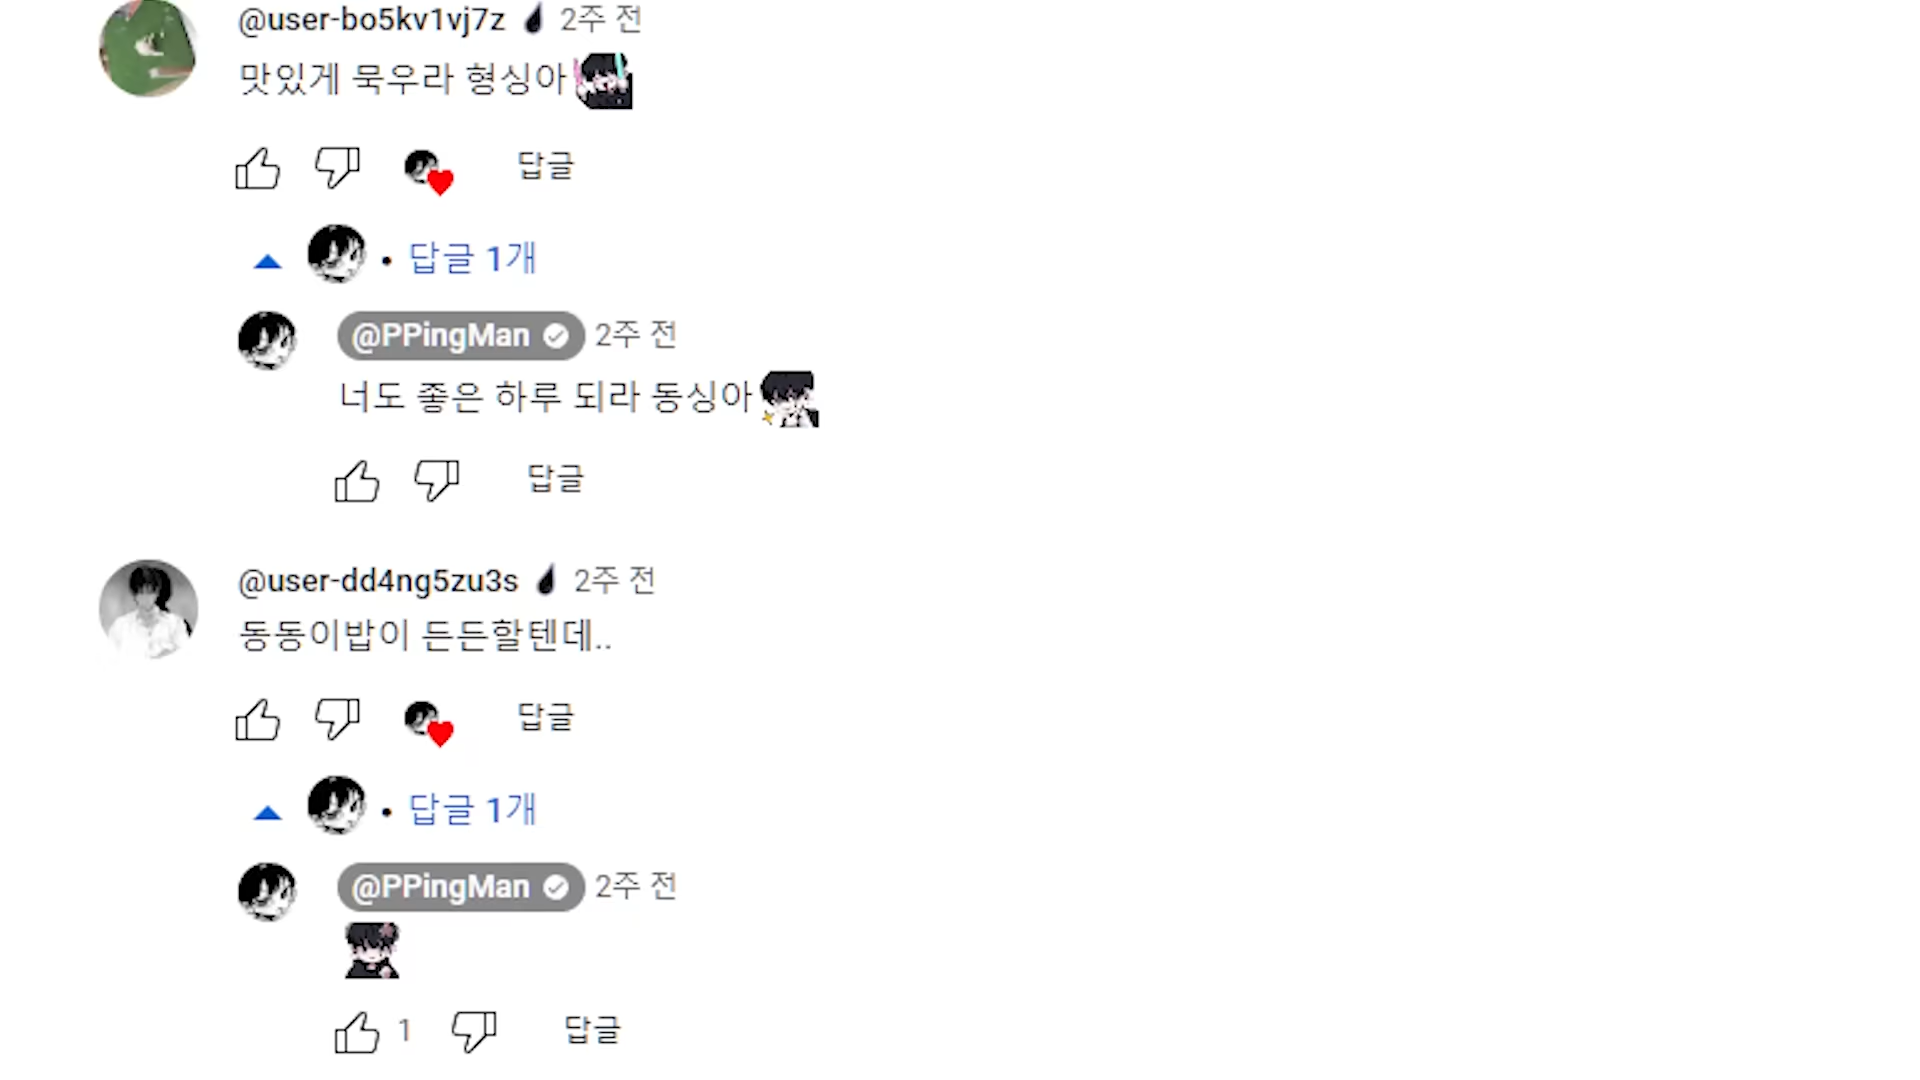 @user-bo5kv1vj7z 2주 전
맛있게 묵우라 형싱아
답글
• 답글 1개
@PPingMan 2주 전
너도 좋은 하루 되라 동싱아
답글
@user-dd4ng5zu3s 2주 전
동동이밥이 든든할텐데..
답글
• 답글 1개
@PPingMan 2주 전
1 답글